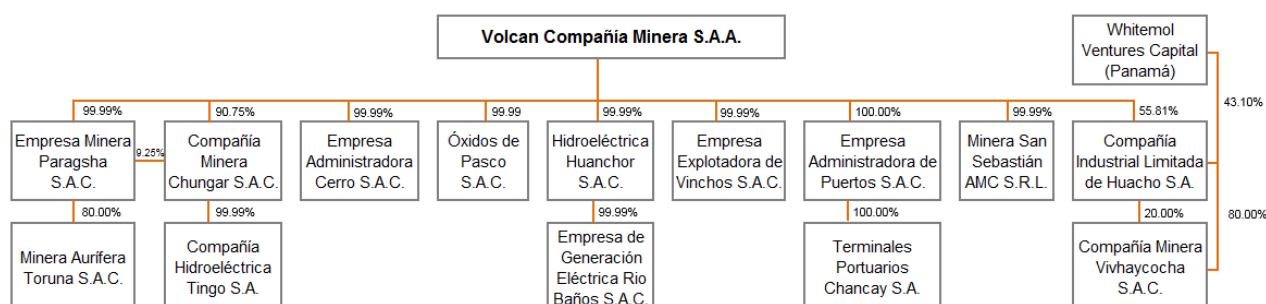 Volcan Compañía Minera S.A.A.
Whitemol
Ventures Capital
(Panamá)
43.10%
99.99%
90.75%
99.99%
99.99
99.99%
99.99%
100.00%
99.99%
55.81%
Empresa Minera
Paragsha
S.A.C.
9.25%
Compañía
Minera
Chungar S.A.C.
Empresa
Administradora
Cerro S.A.C.
Óxidos de
Pasco
S.A.C.
Hidroeléctrica
Huanchor
S.A.C.
Empresa
Explotadora de
Vinchos S.A.C.
Empresa
Administradora de
Puertos S.A.C.
Minera San
Sebastián
AMC S.R.L.
Compañía
Industrial Limitada
de Huacho S.A.
80.00%
99.99%
99.99%
100.00%
20.00%
80.00%
Minera Aurífera
Toruna S.A.C.
Compañía
Hidroeléctrica
Tingo S.A.
Empresa de
Generación
Eléctrica Rio
Baños S.A.C.
Terminales
Portuarios
Chancay S.A.
Compañía Minera
Vivhaycocha
S.A.C.